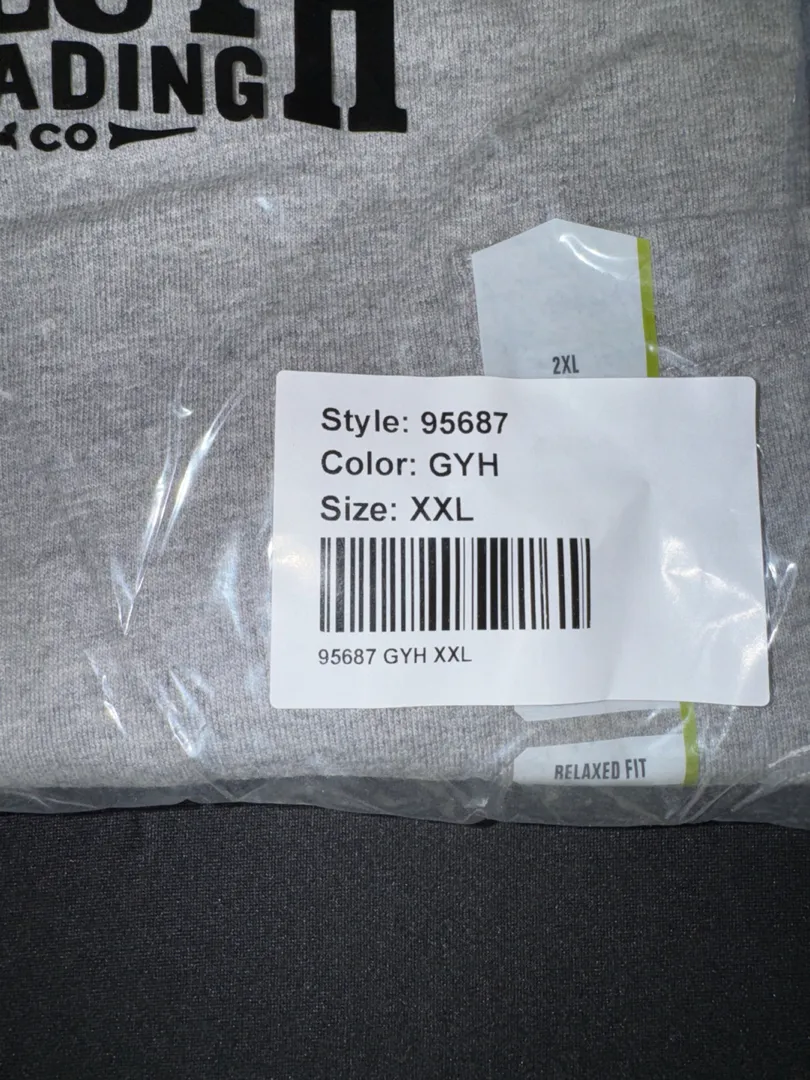 ADING
CO
2XL
Style: 95687
Color: GYH
Size: XXL
95687 GYH XXL
RELAXED FIT